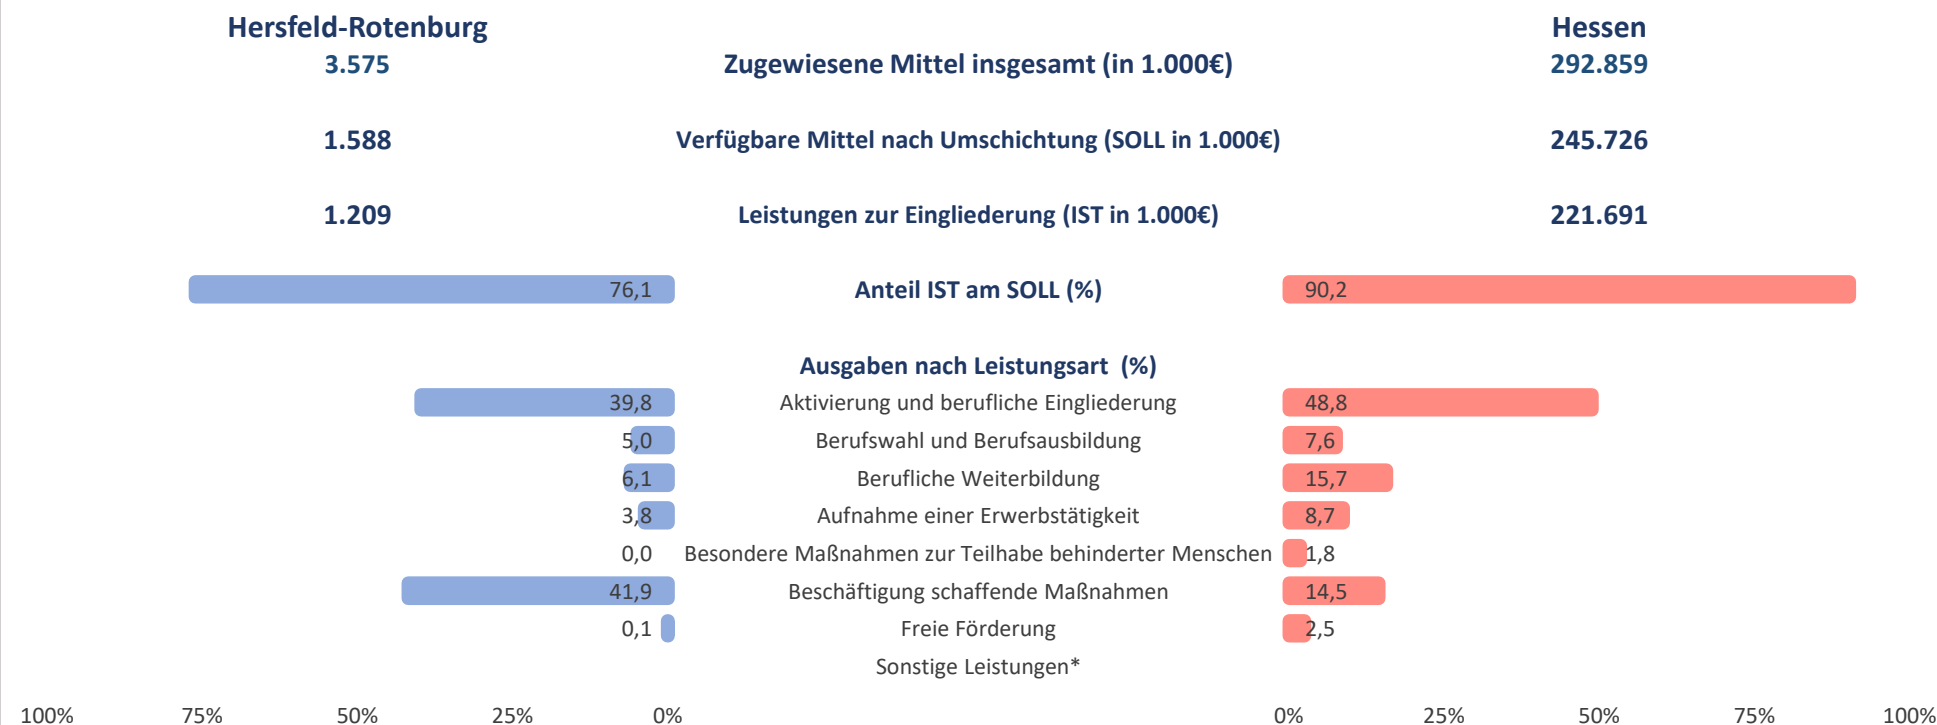 Hersfeld-Rotenburg Hessen
3.575 Zugewiesene Mittel insgesamt (in 1.000€) 292.859
1.588 Verfügbare Mittel nach Umschichtung (SOLL in 1.000€) 245.726
1.209 Leistungen zur Eingliederung (IST in 1.000€) 221.691
76,1 Anteil IST am SOLL (%) 90,2
Ausgaben nach Leistungsart (%)
39,8 Aktivierung und berufliche Eingliederung 48,8
5,0 Berufswahl und Berufsausbildung 7,6
6,1 Berufliche Weiterbildung 15,7
3,8 Aufnahme einer Erwerbstätigkeit 8,7
0,0 Besondere Maßnahmen zur Teilhabe behinderter Menschen 1,8
41,9 Beschäftigung schaffende Maßnahmen 14,5
0,1 Freie Förderung 2,5
Sonstige Leistungen*
100% 75% 50% 25% 0% 0% 25% 50% 75% 100%